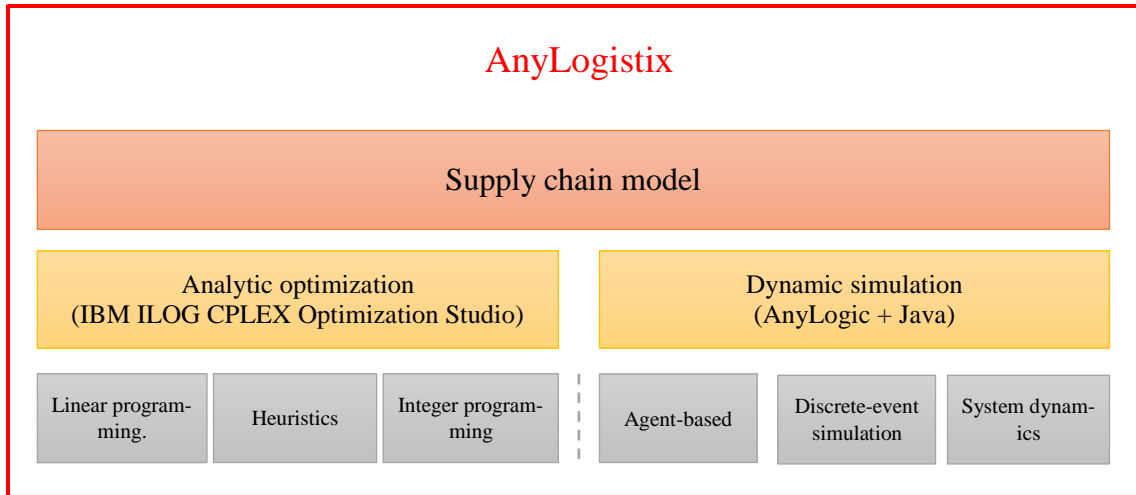 AnyLogistix
Supply chain model
Analytic optimization
(IBM ILOG CPLEX Optimization Studio)
Dynamic simulation
(AnyLogic + Java)
Linear program-
ming.
Heuristics
Integer program-
ming
Agent-based
Discrete-event
simulation
System dynam-
ics